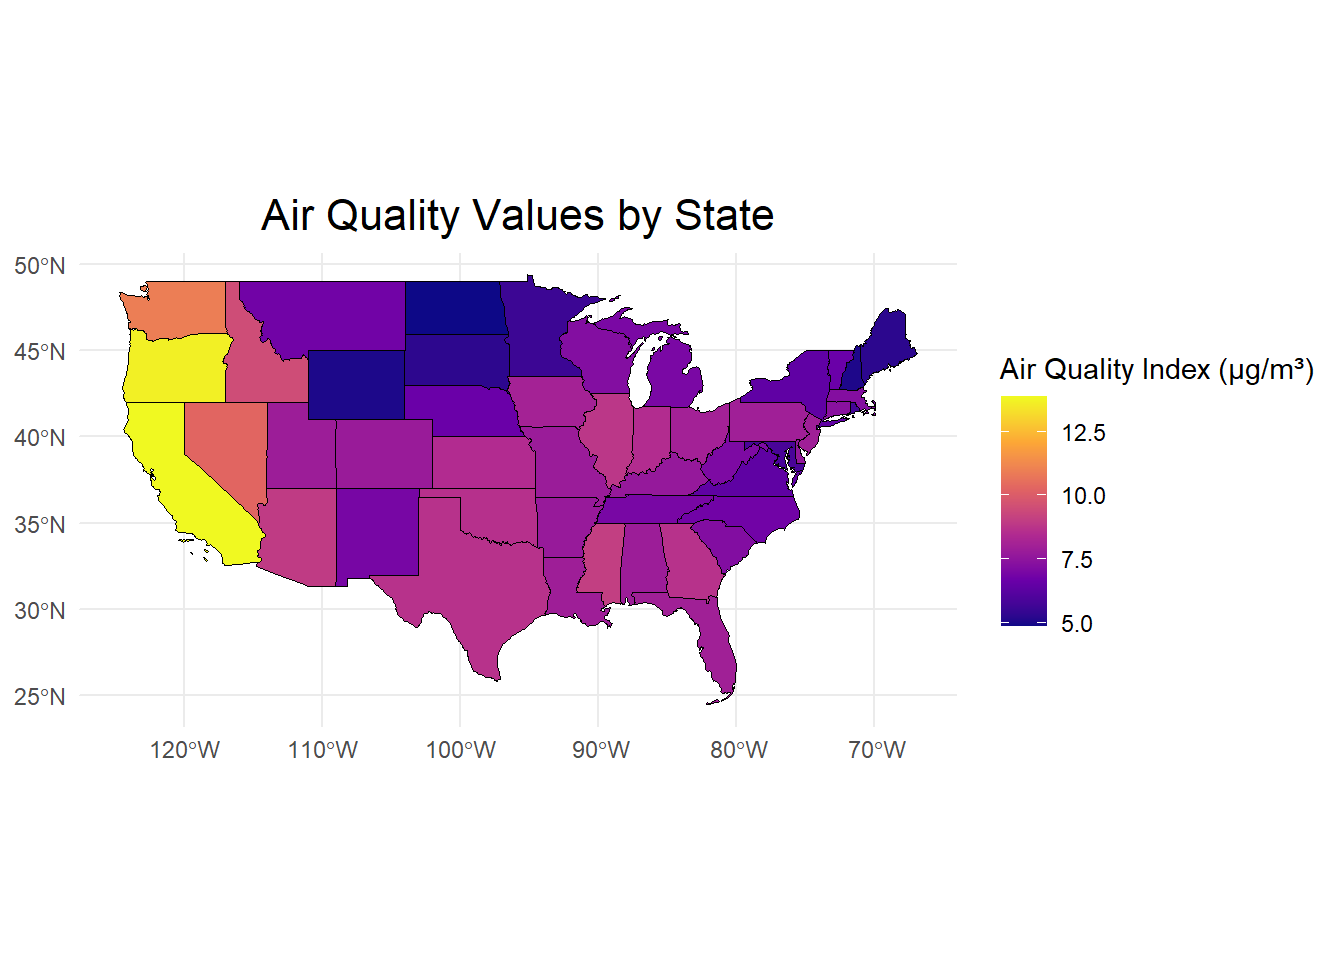 Air Quality Values by State
50°N
45°N
40°N
35°N
30°N
25°N
120°W 110°W 100°W 90°W 80°W 70°W
Air Quality Index (μg/m³)
12.5
10.0
7.5
5.0